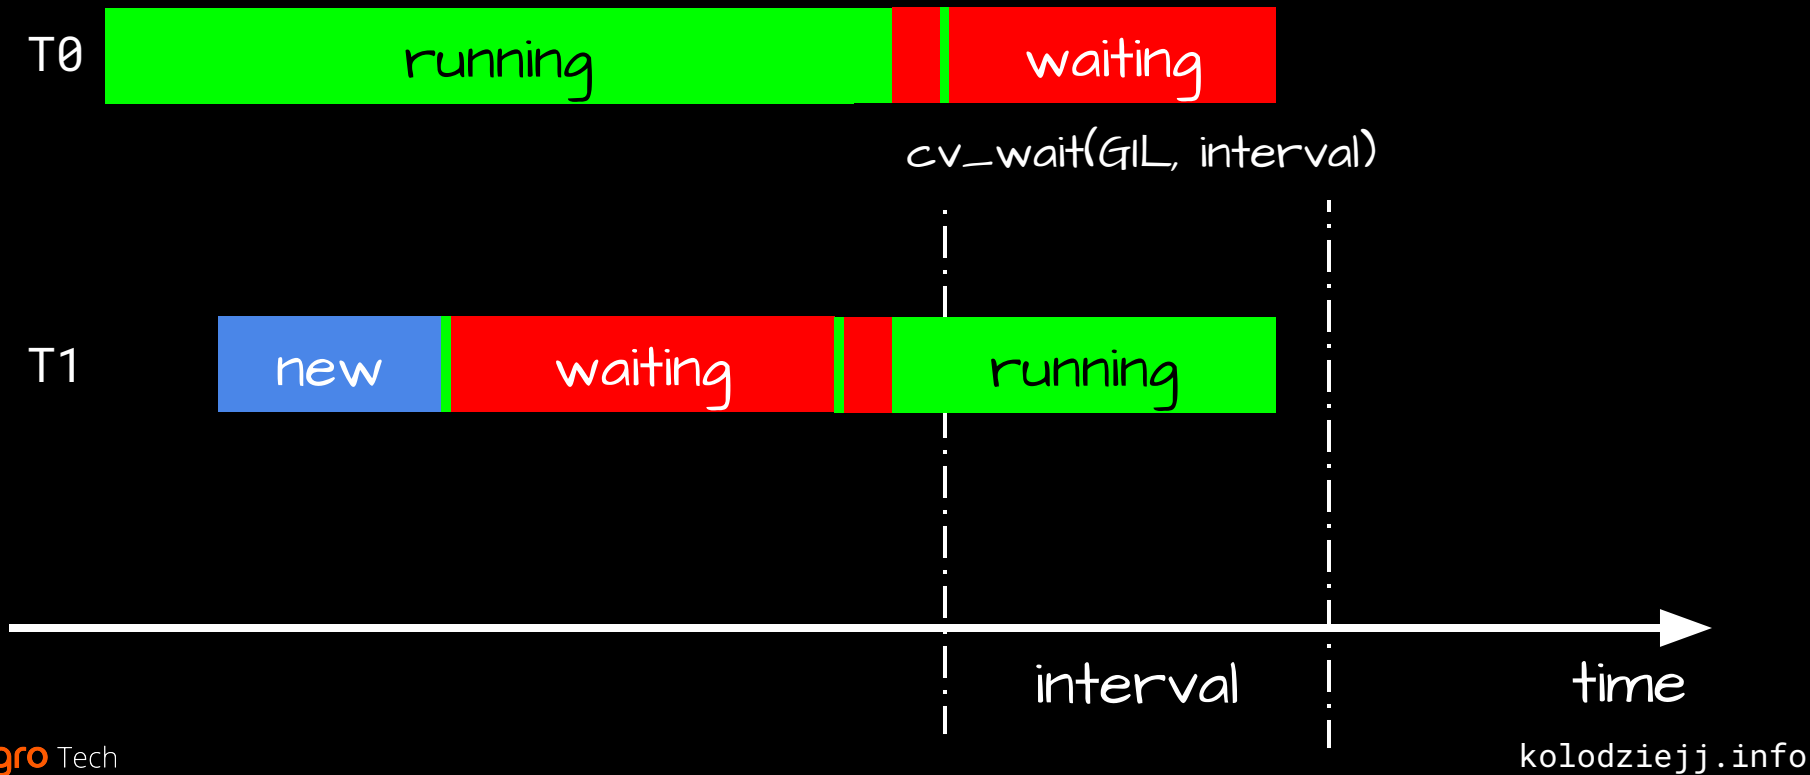 T0
running
waiting
cv_wait(GIL, interval)
T1
new
waiting
running
interval
time
gro Tech
kolodziejj.info